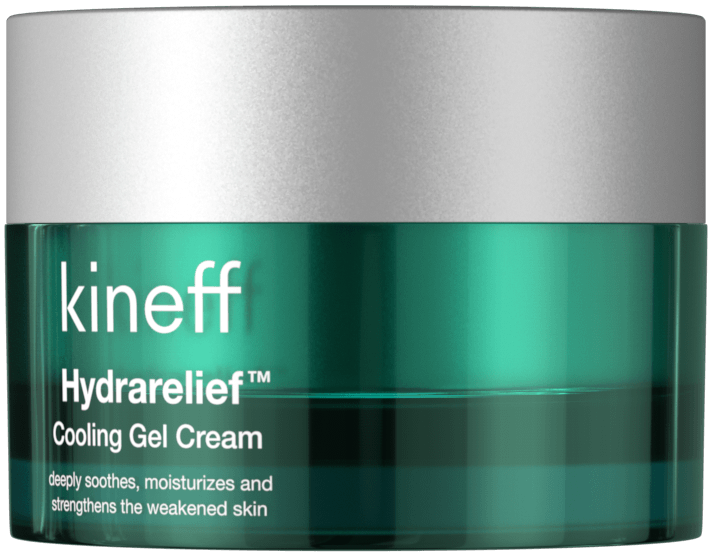 kineff
Hydrarelief™
Cooling Gel Cream
deeply soothes, moisturizes and
strengthens the weakened skin